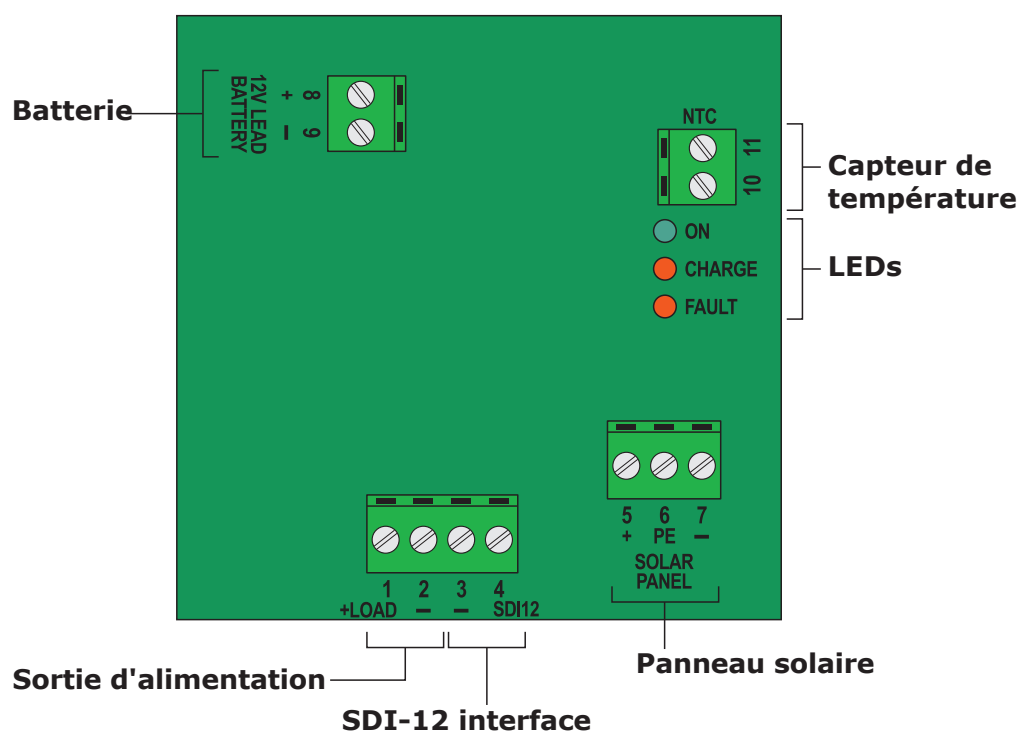 Batterie
12V LEAD
BATTERY
+ 8
– 9
NTC
11
10
Capteur de
température
ON
CHARGE
FAULT
LEDs
5 6 7
+ PE –
SOLAR
PANEL
1 2 3 4
+LOAD – – SDI12
Panneau solaire
Sortie d'alimentation
SDI-12 interface